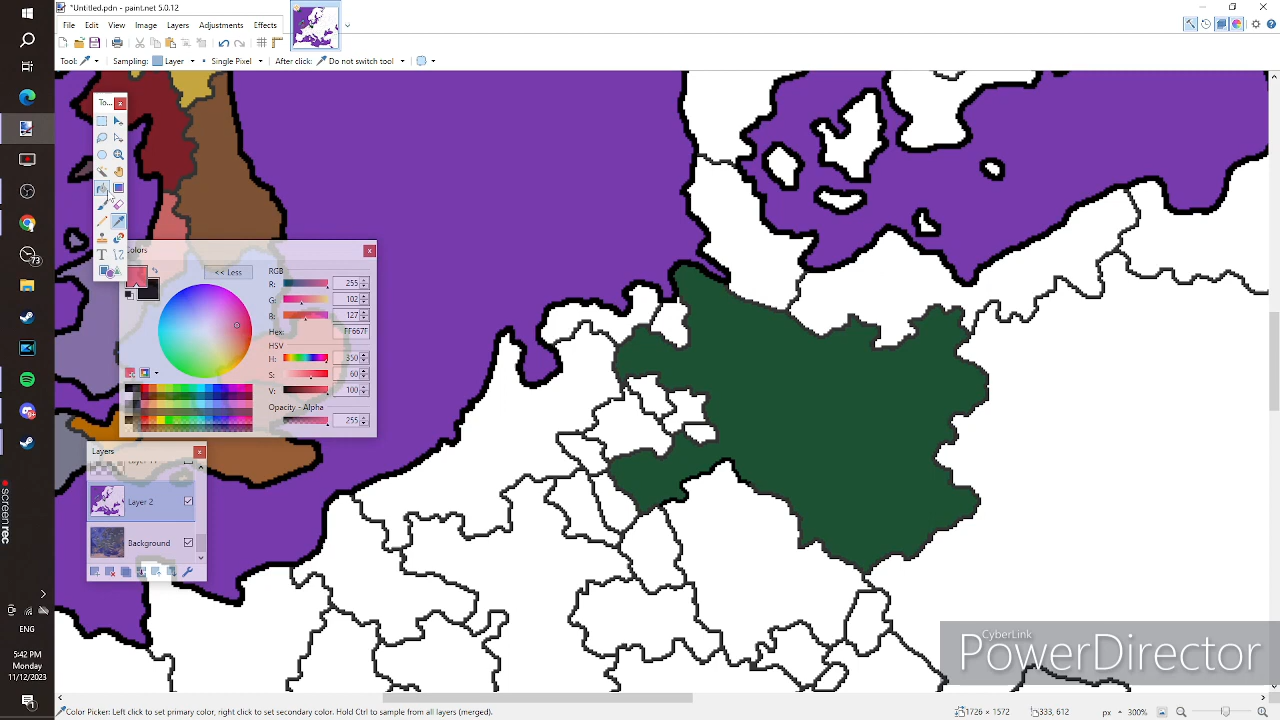 "Untitled.pdn - paint.net 5.0.12
File Edit View Image Layers Adjustments Effects
Tool: Sampling: Layer Single Pixel After click: Do not switch tool
To...
Colors
<< Less
RGB
R: 255
G: 102
B: 127
Hex: FF667F
HSV
H: 350
S: 60
V: 100
Opacity - Alpha
255
Layers
Layer 2
Background
screenrec
ENG
5:42 PM
Monday
11/12/2023
CyberLink
PowerDirector
Color Picker: Left click to set primary color, right click to set secondary color. Hold Ctrl to sample from all layers (merged).
1726 × 1572
333, 612
px
300%